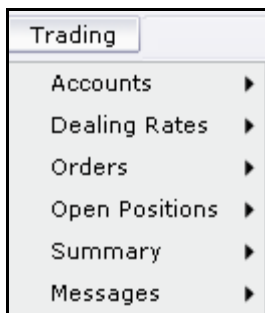 Trading
Accounts
Dealing Rates
Orders
Open Positions
Summary
Messages